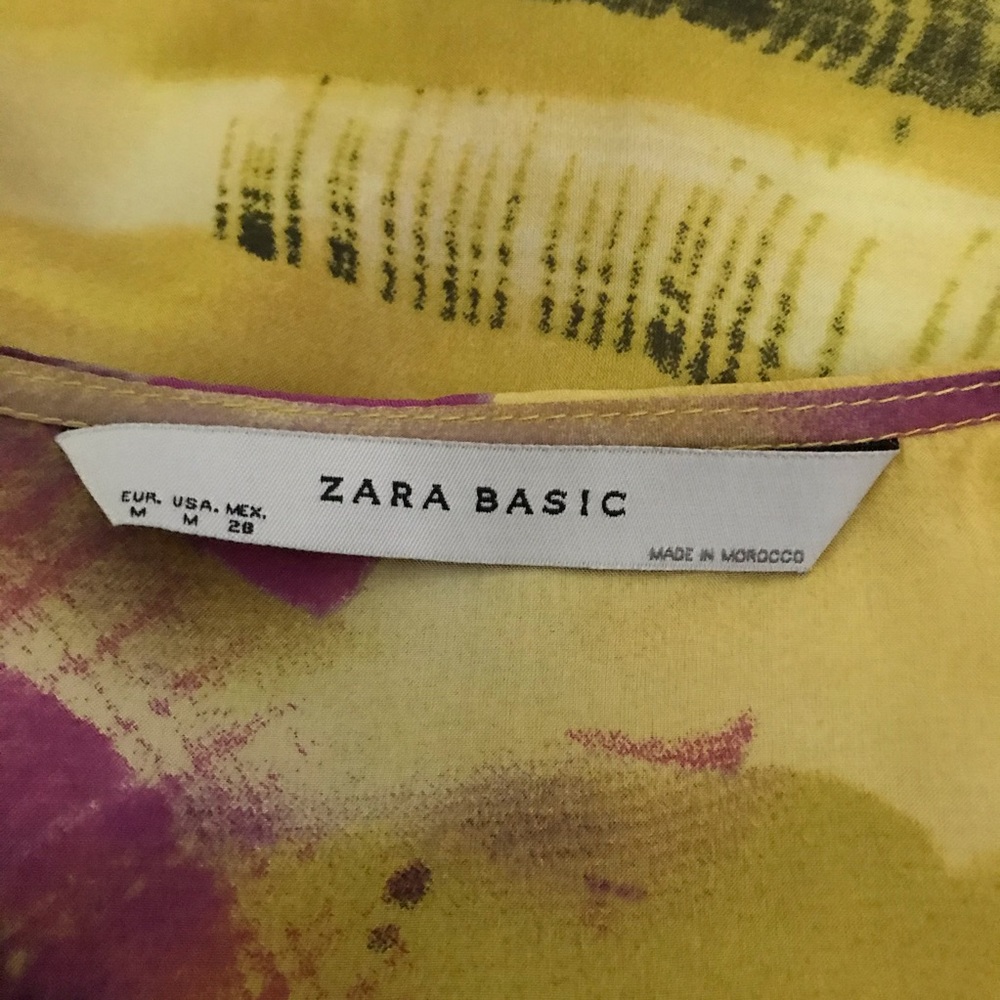 ZARA BASIC
EUR. USA. MEX.
M M 28
MADE IN MOROCCO